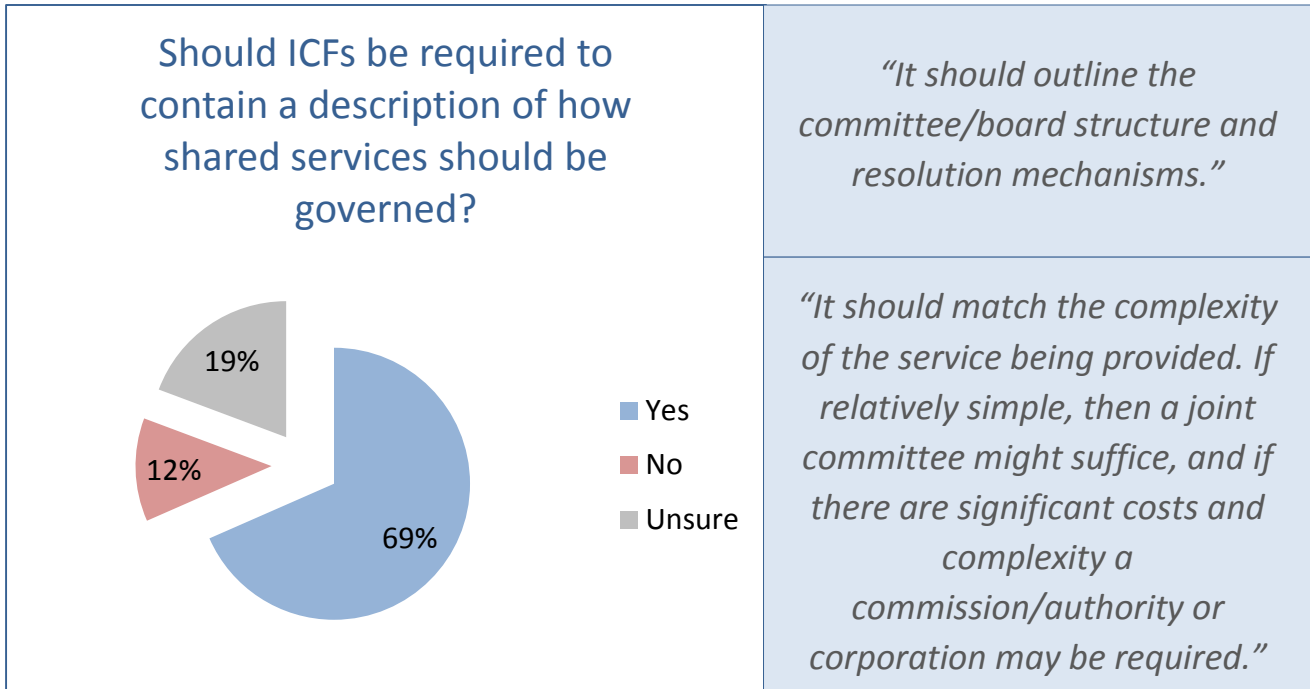 Should ICFs be required to
contain a description of how
shared services should be
governed?
19%
12%
69%
Yes
No
Unsure
“It should outline the
committee/board structure and
resolution mechanisms.”
“It should match the complexity
of the service being provided. If
relatively simple, then a joint
committee might suffice, and if
there are significant costs and
complexity a
commission/authority or
corporation may be required.”